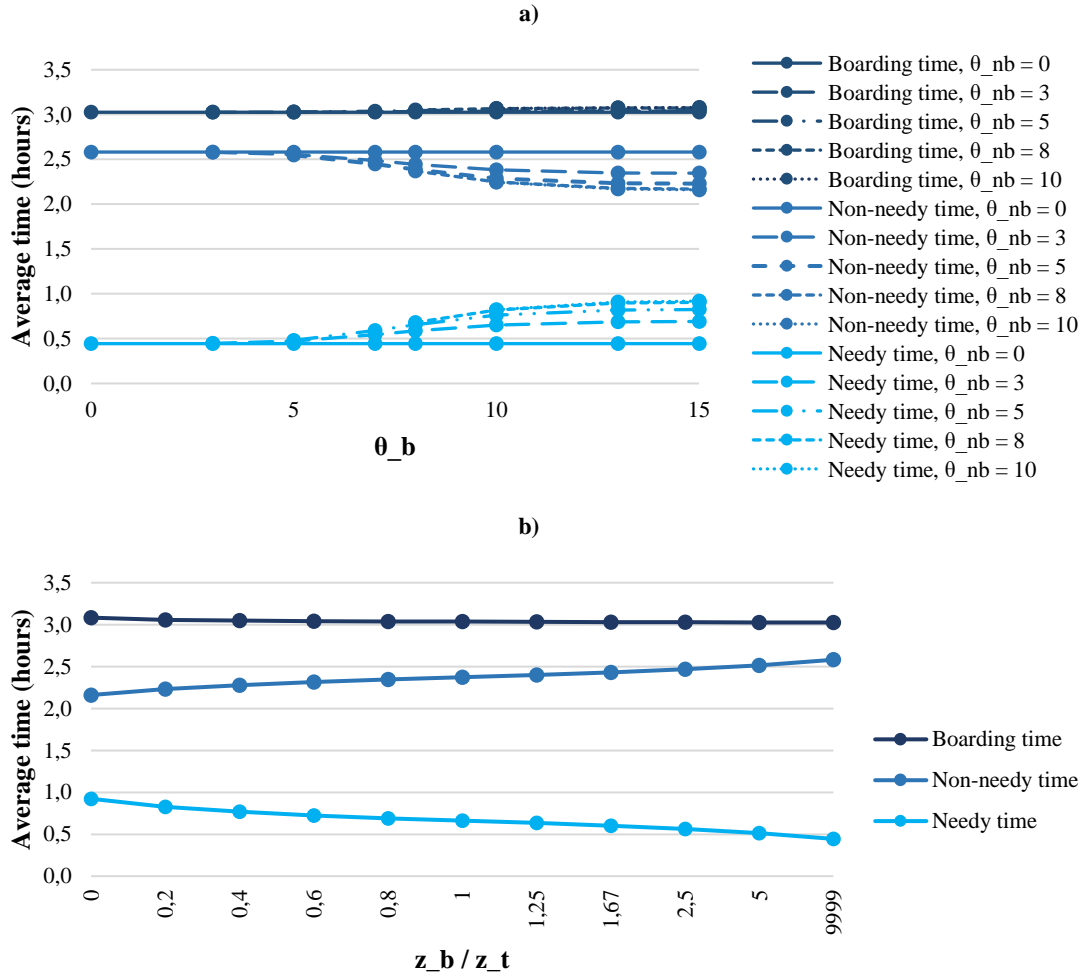 a)
Average time (hours)
3,5
3,0
2,5
2,0
1,5
1,0
0,5
0,0
0
5
10
15
θ_b
Boarding time, θ_nb = 0
Boarding time, θ_nb = 3
Boarding time, θ_nb = 5
Boarding time, θ_nb = 8
Boarding time, θ_nb = 10
Non-needy time, θ_nb = 0
Non-needy time, θ_nb = 3
Non-needy time, θ_nb = 5
Non-needy time, θ_nb = 8
Non-needy time, θ_nb = 10
Needy time, θ_nb = 0
Needy time, θ_nb = 3
Needy time, θ_nb = 5
Needy time, θ_nb = 8
Needy time, θ_nb = 10
b)
Average time (hours)
3,5
3,0
2,5
2,0
1,5
1,0
0,5
0,0
0
0,2
0,4
0,6
0,8
1
1,25
1,67
2,5
5
9999
z_b / z_t
Boarding time
Non-needy time
Needy time